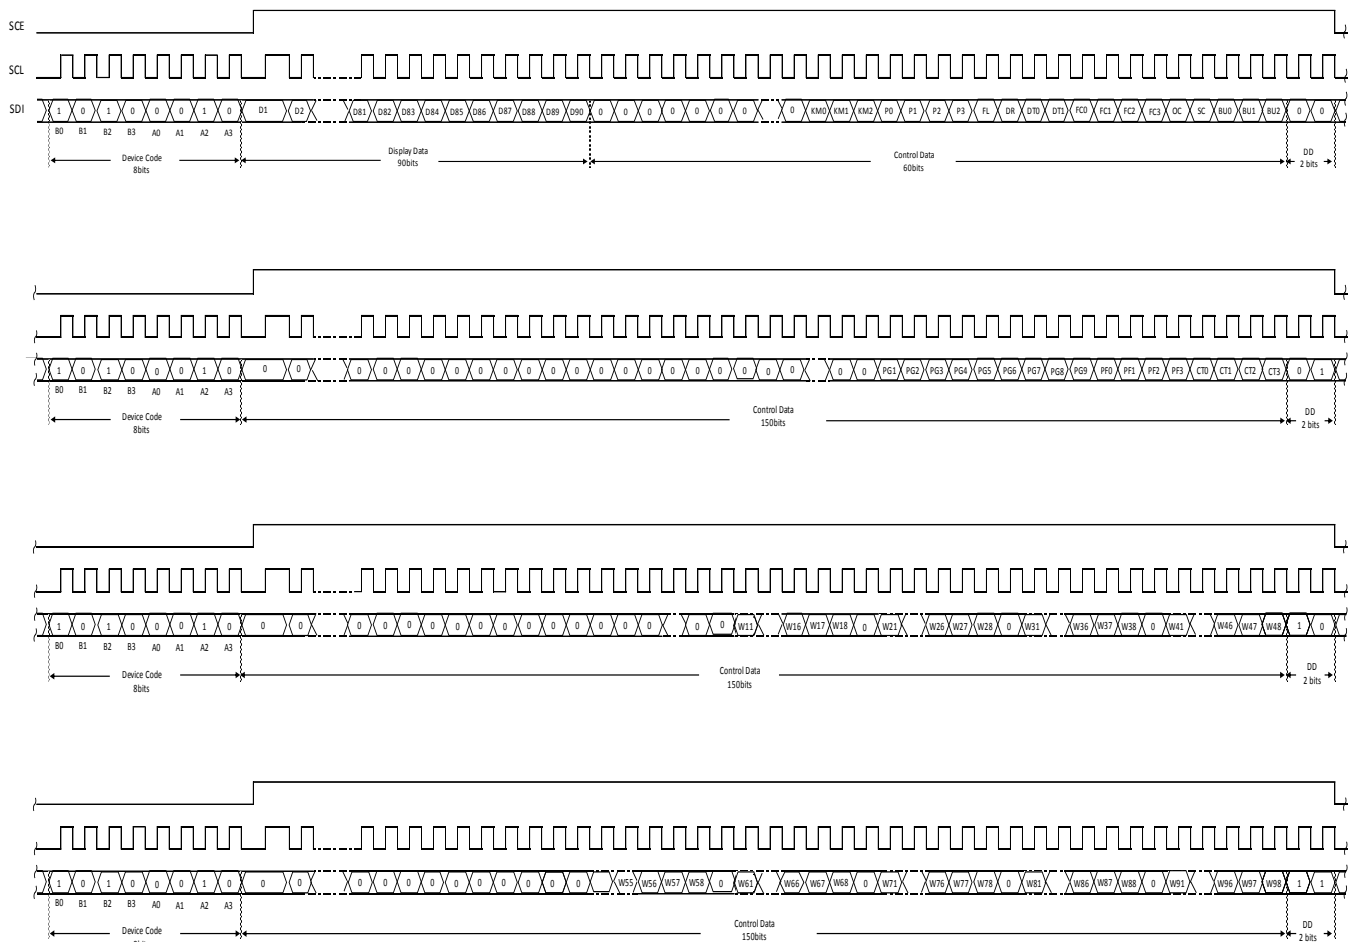 SCE
SCL
SDI 1 0 1 0 0 0 1 0 D1 D2 D81 D82 D83 D84 D85 D86 D87 D88 D89 D90 0 0 0 0 0 0 0 0 KM0 KM1 KM2 P0 P1 P2 P3 FL DR DT0 DT1 FC0 FC1 FC2 FC3 OC SC BU0 BU1 BU2 0 0
B0 B1 B2 B3 A0 A1 A2 A3
Device Code Display Data Control Data DD
8bits 90bits 60bits 2 bits
1 0 1 0 0 0 1 0 0 0 0 0 0 0 0 0 0 0 0 0 0 0 0 0 0 0 0 0 0 0 0 0 PG1 PG2 PG3 PG4 PG5 PG6 PG7 PG8 PG9 PF0 PF1 PF2 PF3 CT0 CT1 CT2 CT3 0 1
B0 B1 B2 B3 A0 A1 A2 A3
Device Code Control Data DD
8bits 150bits 2 bits
1 0 1 0 0 0 1 0 0 0 0 0 0 0 0 0 0 0 0 0 0 0 0 0 0 0 W11 W16 W17 W18 0 W21 W26 W27 W28 0 W31 W36 W37 W38 0 W41 W46 W47 W48 1 0
B0 B1 B2 B3 A0 A1 A2 A3
Device Code Control Data DD
8bits 150bits 2 bits
1 0 1 0 0 0 1 0 0 0 0 0 0 0 0 0 0 0 0 0 0 W55 W56 W57 W58 0 W61 W66 W67 W68 0 W71 W76 W77 W78 0 W81 W86 W87 W88 0 W91 W96 W97 W98 1 1
B0 B1 B2 B3 A0 A1 A2 A3
Device Code Control Data DD
150bits 2 bits